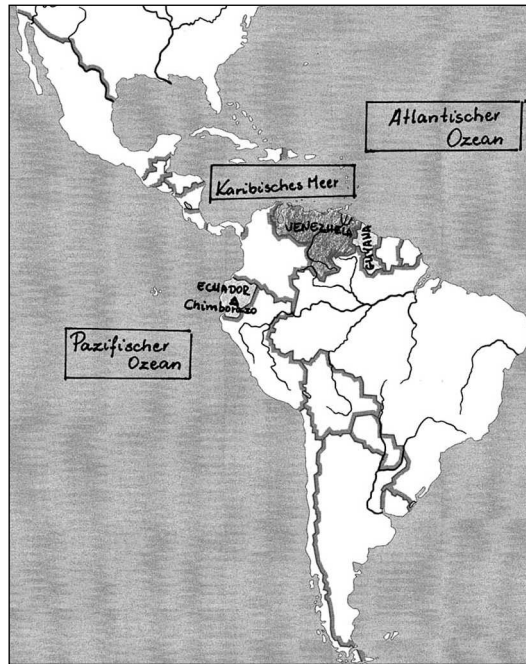 Atlantischer
Ozean
Karibisches Meer
VENEZUELA
GUYANA
ECUADOR
Chimborazo
Pazifischer
Ozean